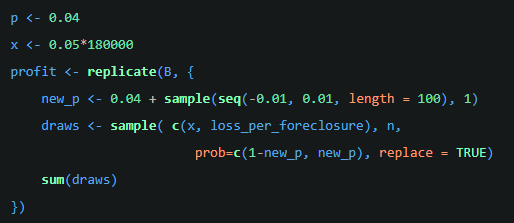 p <- 0.04
x <- 0.05*180000
profit <- replicate(B, {
    new_p <- 0.04 + sample(seq(-0.01, 0.01, length = 100), 1)
    draws <- sample( c(x, loss_per_foreclosure), n,
                        prob=c(1-new_p, new_p), replace = TRUE)
    sum(draws)
})